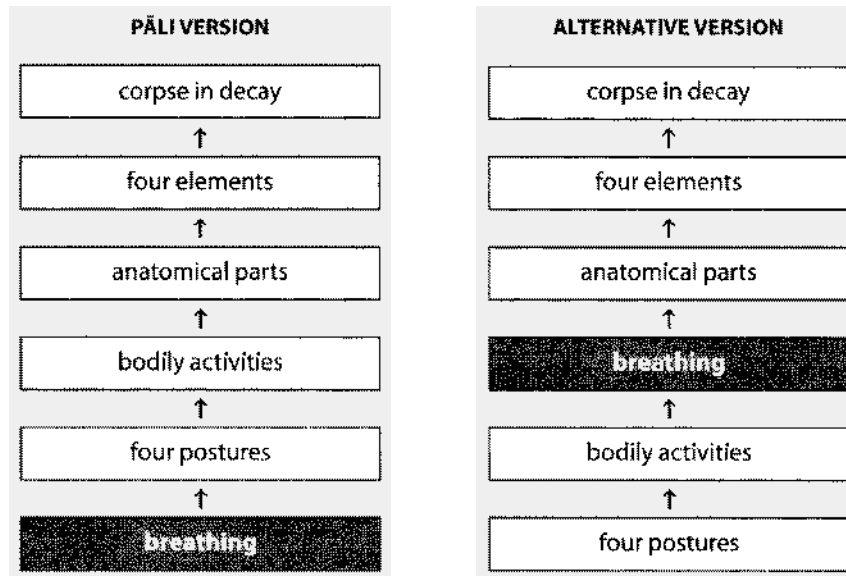 PĀLI VERSION
corpse in decay
↑
four elements
↑
anatomical parts
↑
bodily activities
↑
four postures
↑
breathing
ALTERNATIVE VERSION
corpse in decay
↑
four elements
↑
anatomical parts
↑
breathing
↑
bodily activities
↑
four postures